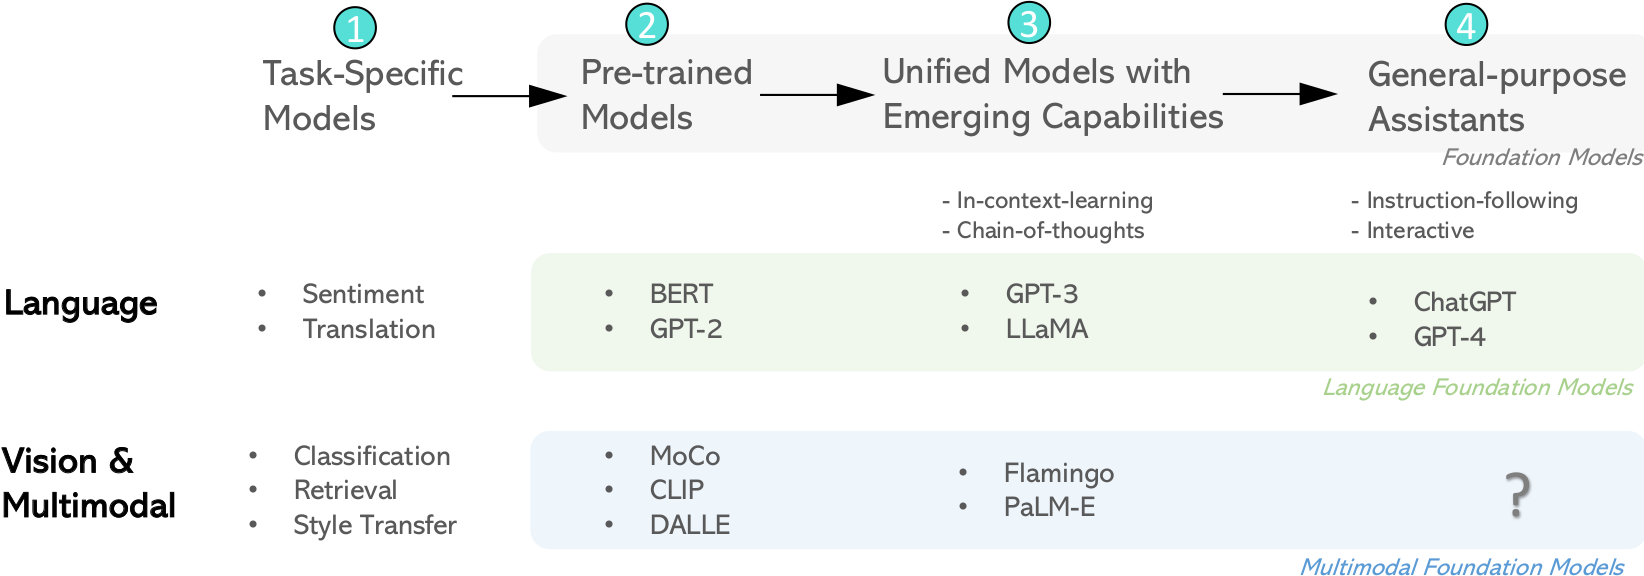 1
2
3
4
Task-Specific
Models
Pre-trained
Models
Unified Models with
Emerging Capabilities
General-purpose
Assistants
Foundation Models
- In-context-learning
- Chain-of-thoughts
- Instruction-following
- Interactive
Language
• Sentiment
• Translation
• BERT
• GPT-2
• GPT-3
• LLaMA
• ChatGPT
• GPT-4
Language Foundation Models
Vision &
Multimodal
• Classification
• Retrieval
• Style Transfer
• MoCo
• CLIP
• DALLE
• Flamingo
• PaLM-E
?
Multimodal Foundation Models